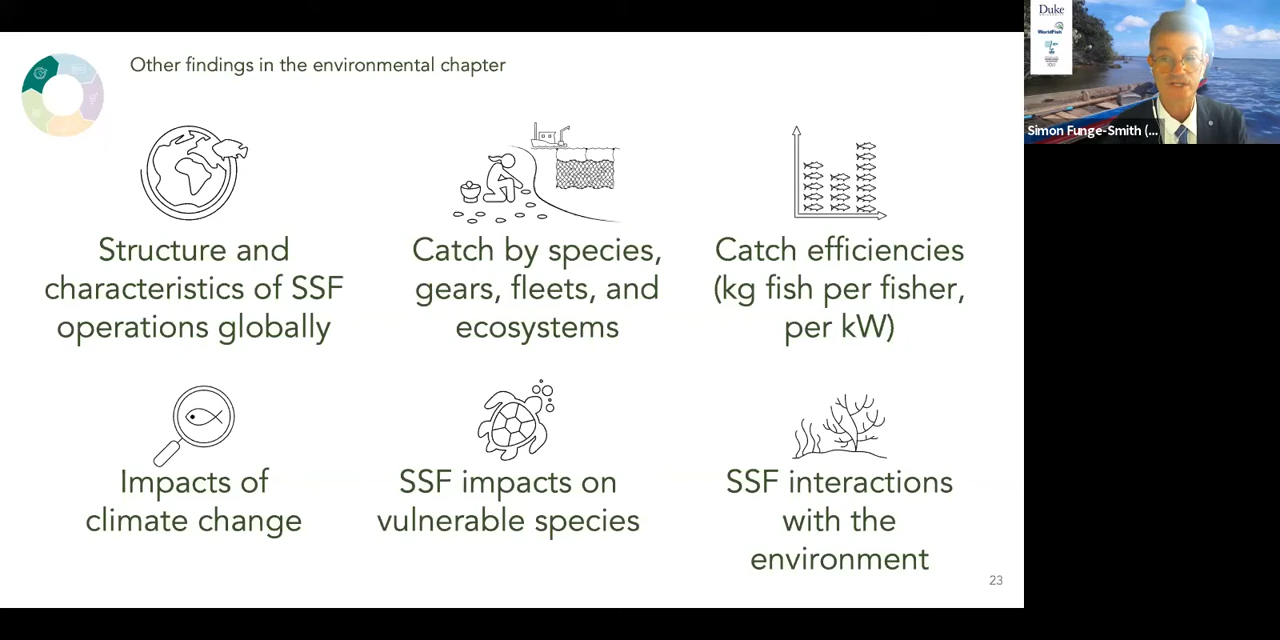 Other findings in the environmental chapter
Structure and
characteristics of SSF
operations globally
Catch by species,
gears, fleets, and
ecosystems
Catch efficiencies
(kg fish per fisher,
per kW)
Impacts of
climate change
SSF impacts on
vulnerable species
SSF interactions
with the
environment
23
Duke
UNIVERSITY
WorldFish
Simon Funge-Smith (...